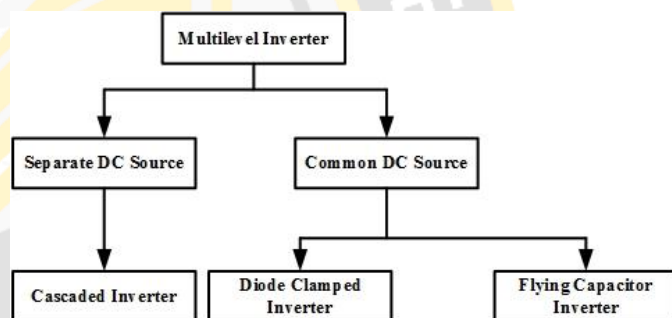 Multilevel Inverter
Separate DC Source
Common DC Source
Cascaded Inverter
Diode Clamped
Inverter
Flying Capacitor
Inverter